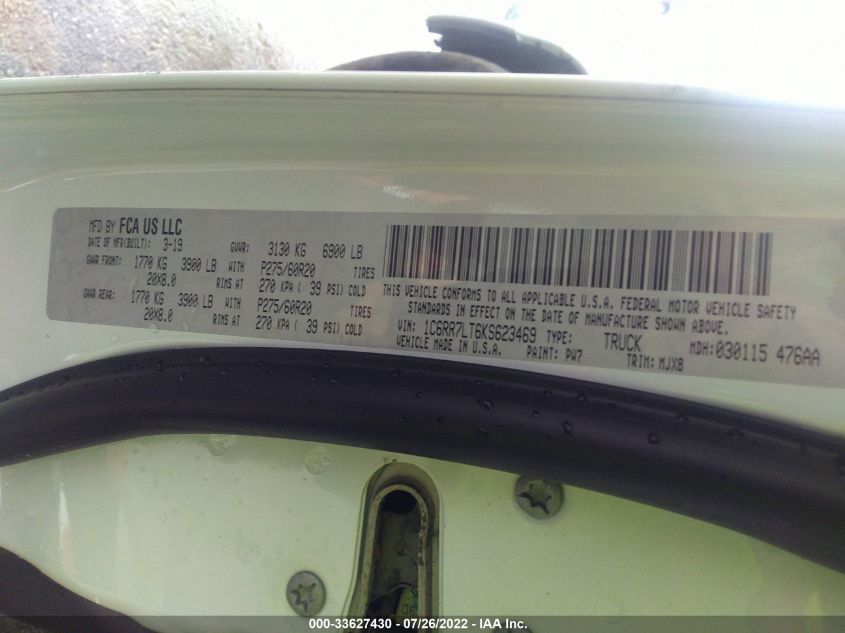 MFD BY FCA US LLC
DATE OF MFR(BUILT): 3-19 GVWR: 3130 KG 6900 LB
GAWR FRONT: 1770 KG 3900 LB WITH P275/60R20 TIRES
20X8.0 RIMS AT 270 KPA ( 39 PSI) COLD
GAWR REAR: 1770 KG 3900 LB WITH P275/60R20 TIRES
20X8.0 RIMS AT 270 KPA ( 39 PSI) COLD
THIS VEHICLE CONFORMS TO ALL APPLICABLE U.S.A. FEDERAL MOTOR VEHICLE SAFETY
STANDARDS IN EFFECT ON THE DATE OF MANUFACTURE SHOWN ABOVE.
VIN: 1C6RR7LT6KS623469 TYPE: TRUCK MDH: 030115 476AA
VEHICLE MADE IN U.S.A. PAINT: PW7 TRIM: MJX8
000-33627430 - 07/26/2022 - IAA Inc.